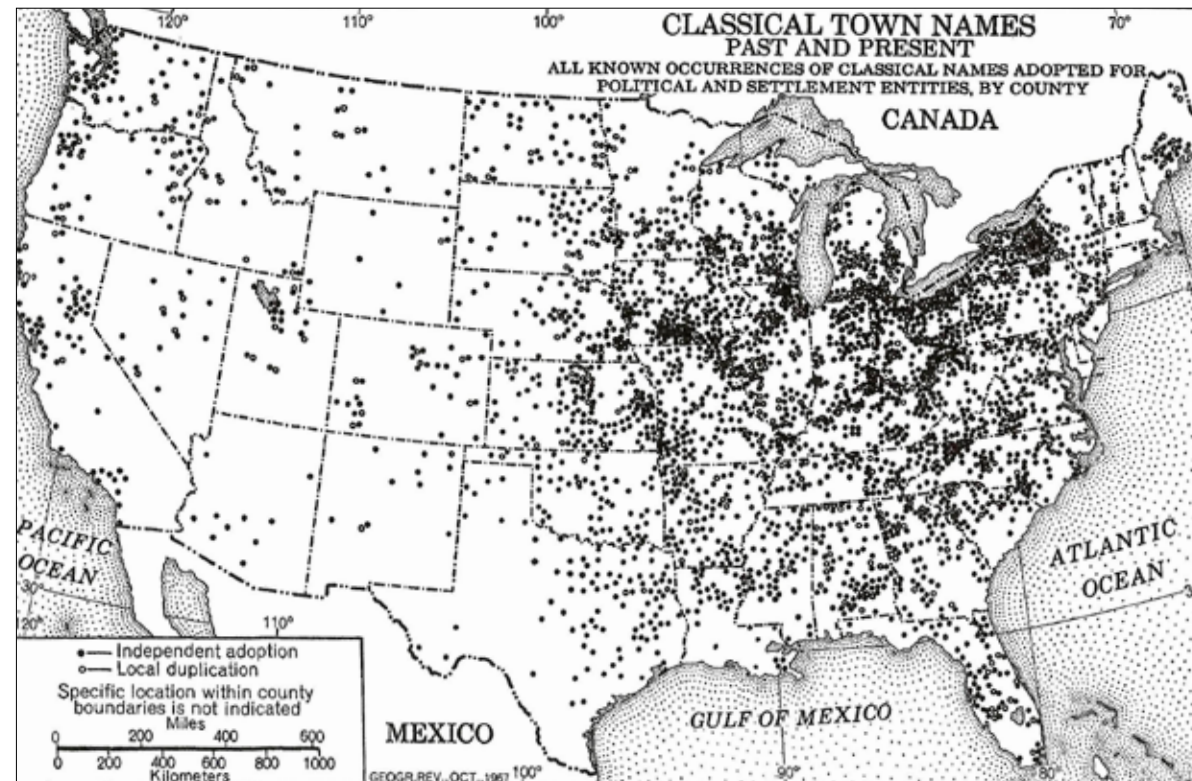 120°
110°
100°
70°
CLASSICAL TOWN NAMES
PAST AND PRESENT
ALL KNOWN OCCURRENCES OF CLASSICAL NAMES ADOPTED FOR
POLITICAL AND SETTLEMENT ENTITIES, BY COUNTY
CANADA
PACIFIC
OCEAN
30°
120°
110°
ATLANTIC
OCEAN
GULF OF MEXICO
MEXICO
Independent adoption
Local duplication
Specific location within county
boundaries is not indicated
Miles
0 200 400 600
0 200 400 600 800 1000
Kilometers
GEOGR. REV., OCT., 1967
100°
90°
80°